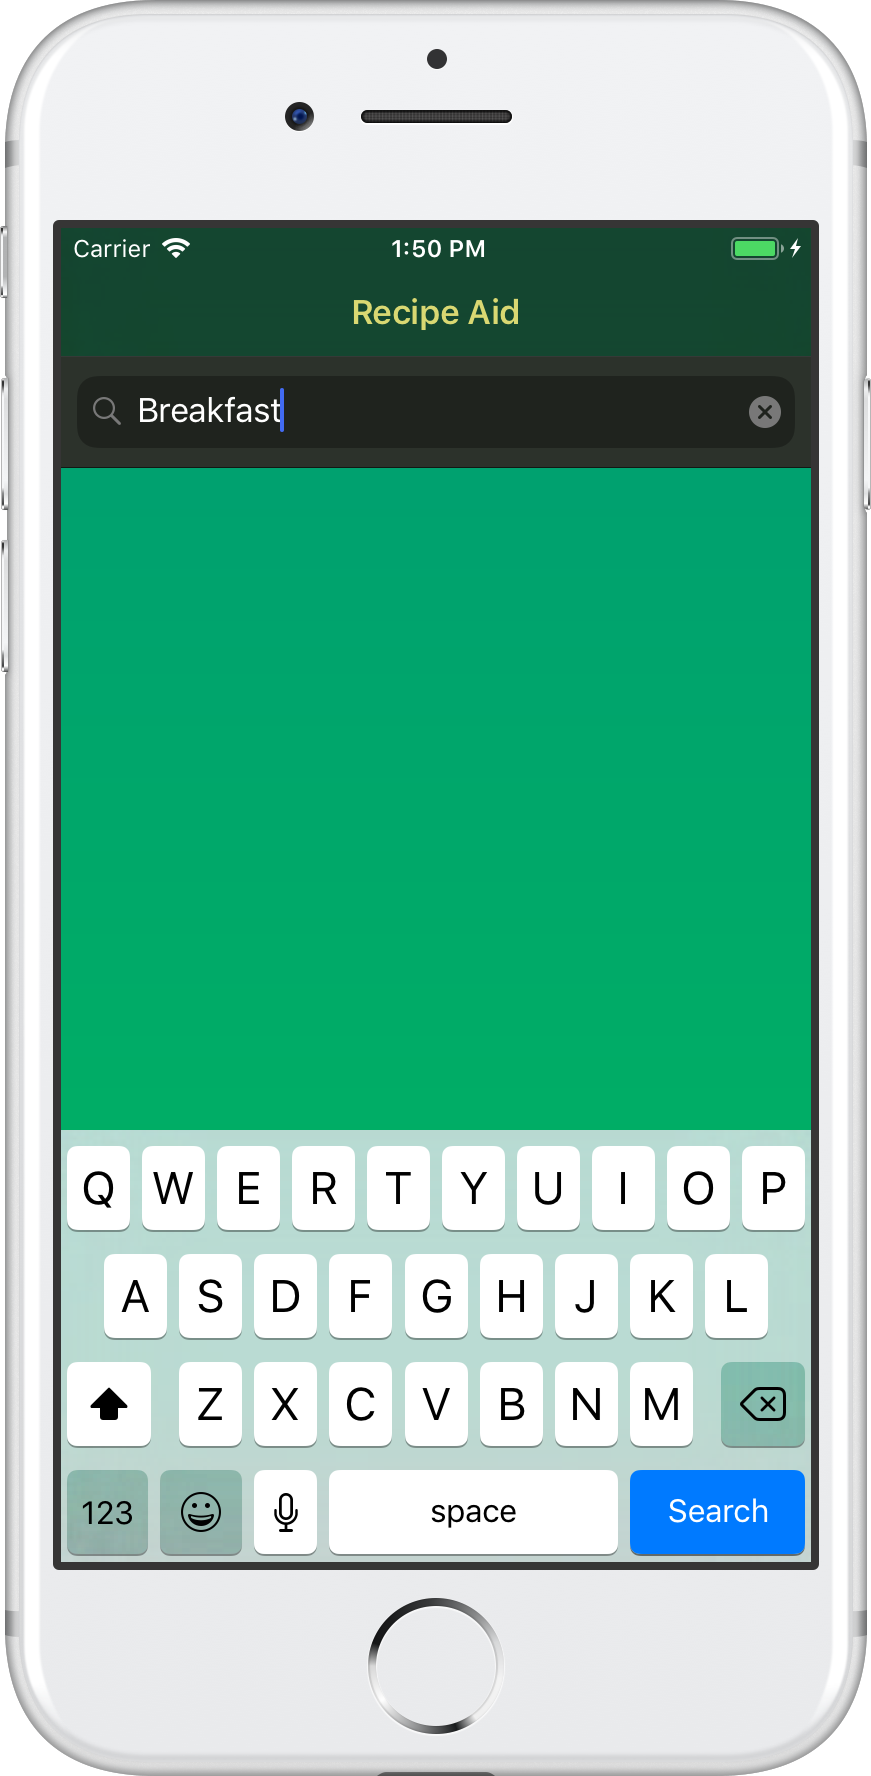 Carrier 1:50 PM
Recipe Aid
Breakfast
Q W E R T Y U I O P
A S D F G H J K L
Z X C V B N M
123 space Search